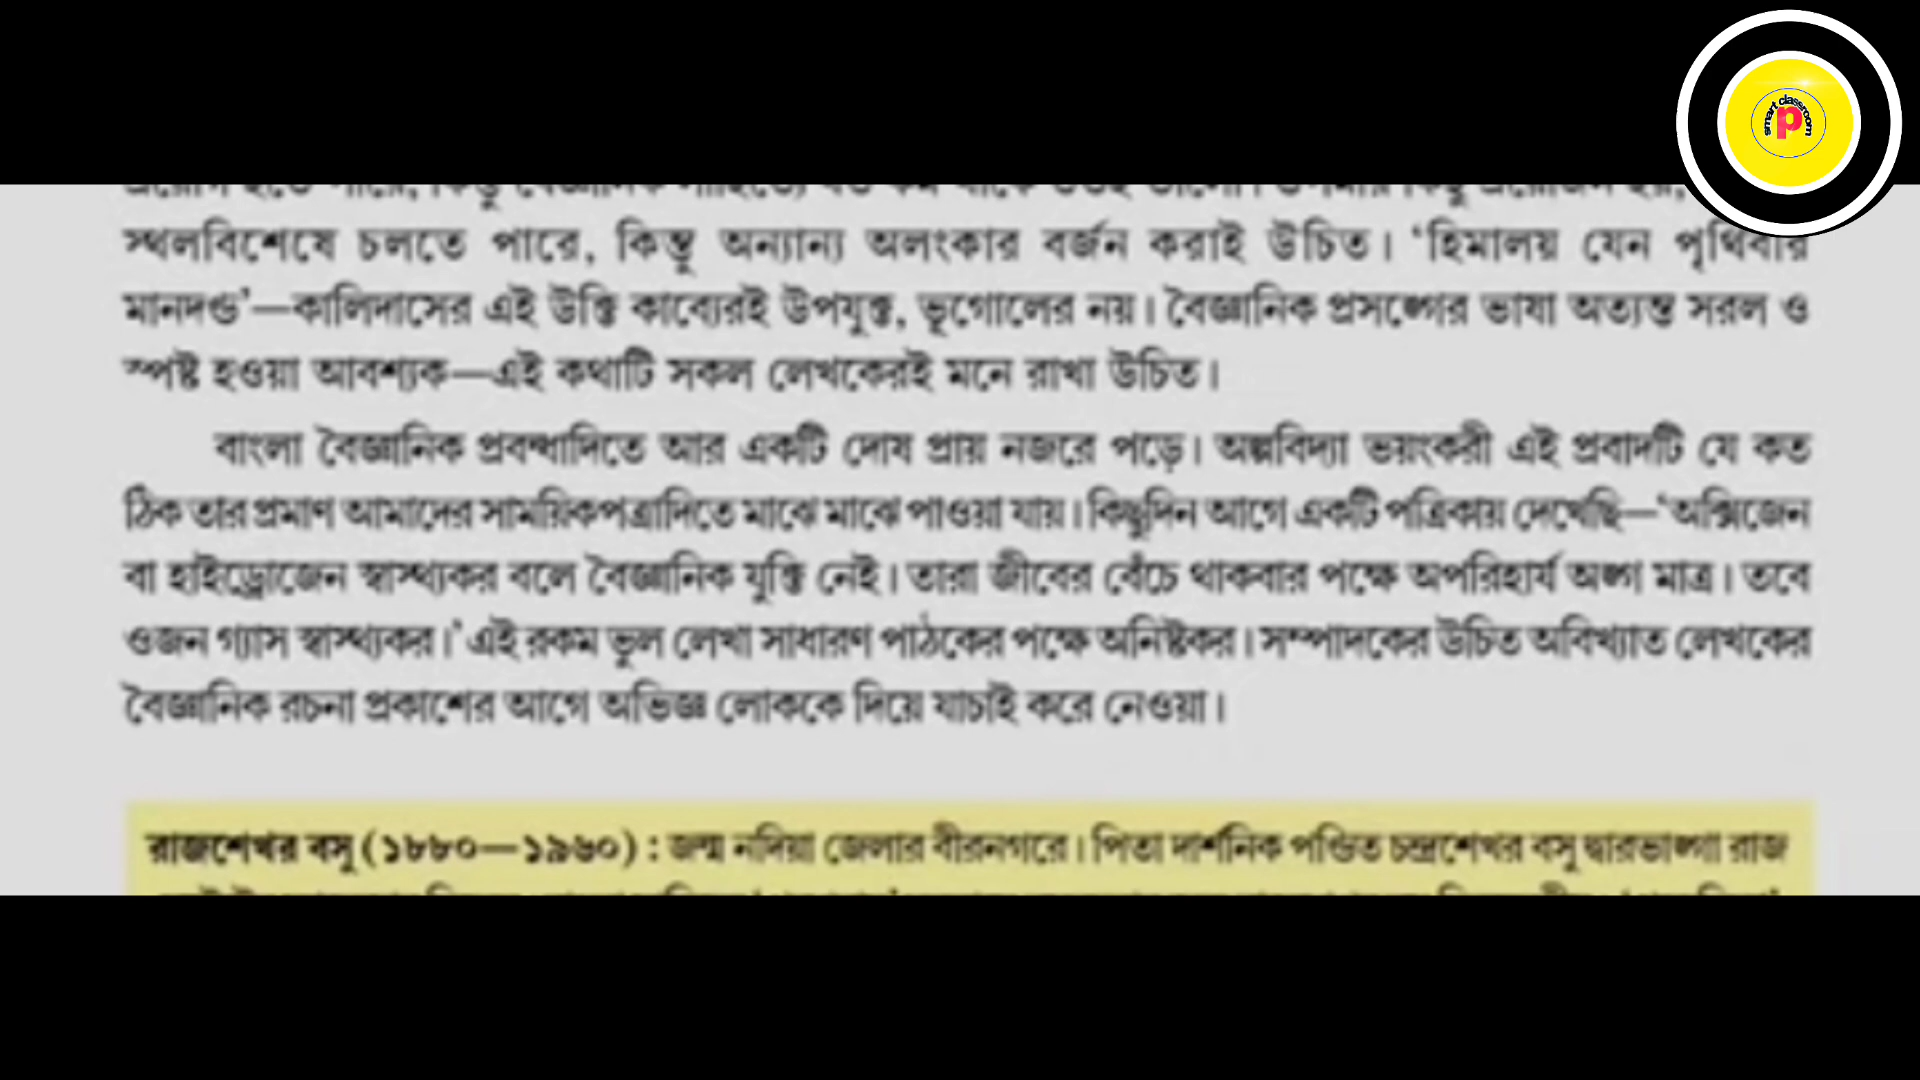 smart classroom
p
স্থলবিশেষে চলতে পারে, কিন্তু অন্যান্য অলংকার বর্জন করাই উচিত। ‘হিমালয় যেন পৃথিবীর
মানদণ্ড’—কালিদাসের এই উক্তি কাব্যেরই উপযুক্ত, ভূগোলের নয়। বৈজ্ঞানিক প্রসঙ্গের ভাষা অত্যন্ত সরল ও
স্পষ্ট হওয়া আবশ্যক—এই কথাটি সকল লেখকেরই মনে রাখা উচিত।
বাংলা বৈজ্ঞানিক প্রবন্ধাদিতে আর একটি দোষ প্রায় নজরে পড়ে। অল্পবিদ্যা ভয়ংকরী এই প্রবাদটি যে কত
ঠিক তার প্রমাণ আমাদের সাময়িকপত্রাদিতে মাঝে মাঝে পাওয়া যায়। কিছুদিন আগে একটি পত্রিকায় দেখেছি—‘অক্সিজেন
বা হাইড্রোজেন স্বাস্থ্যকর বলে বৈজ্ঞানিক যুক্তি নেই। তারা জীবের বেঁচে থাকবার পক্ষে অপরিহার্য অঙ্গ মাত্র। তবে
ওজন গ্যাস স্বাস্থ্যকর।’ এই রকম ভুল লেখা সাধারণ পাঠকের পক্ষে অনিষ্টকর। সম্পাদকের উচিত অবিখ্যাত লেখকের
বৈজ্ঞানিক রচনা প্রকাশের আগে অভিজ্ঞ লোককে দিয়ে যাচাই করে নেওয়া।
রাজশেখর বসু (১৮৮০—১৯৬০) : জন্ম নদিয়া জেলার বীরনগরে। পিতা দার্শনিক পণ্ডিত চন্দ্রশেখর বসু দ্বারভাঙ্গা রাজ